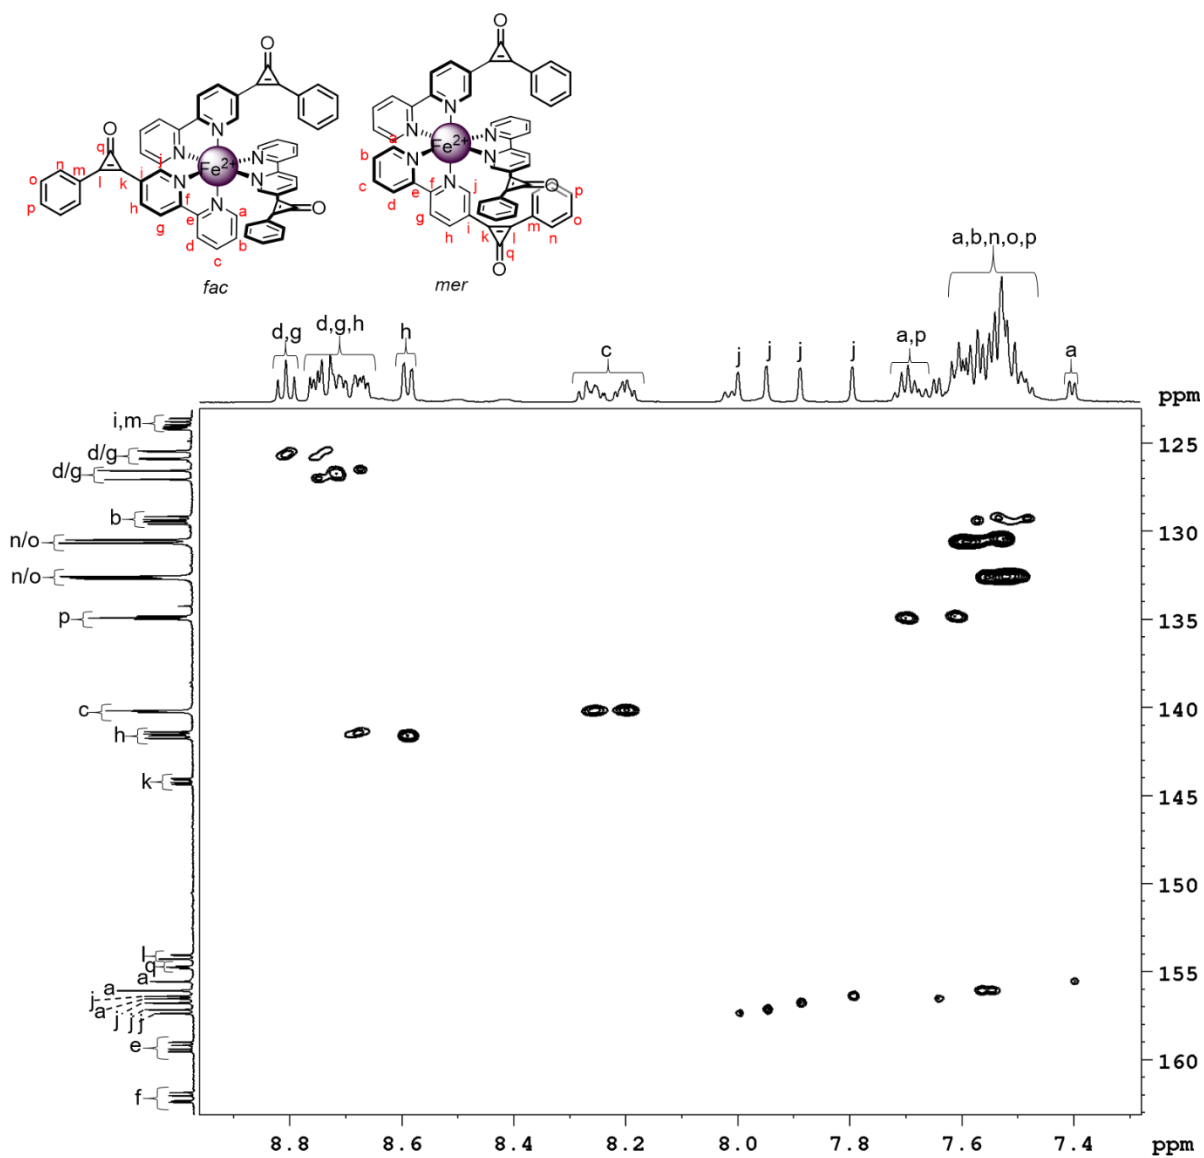 O
O
N
N
N
N
N
N
Fe2+
O
O
q
n
m
l
k
i
j
o
p
h
g
f
e
a
d
b
c
fac
O
N
N
N
N
N
N
Fe2+
O
O
a
b
c
d
e
f
g
h
i
j
k
l
m
n
o
p
q
mer
d,g
d,g,h
h
c
j
j
j
j
a,p
a,b,n,o,p
a
ppm
i,m
d/g
d/g
b
n/o
n/o
p
c
h
k
l
q
a
a
j
a
j
j
j
e
f
125
130
135
140
145
150
155
160
8.8
8.6
8.4
8.2
8.0
7.8
7.6
7.4
ppm